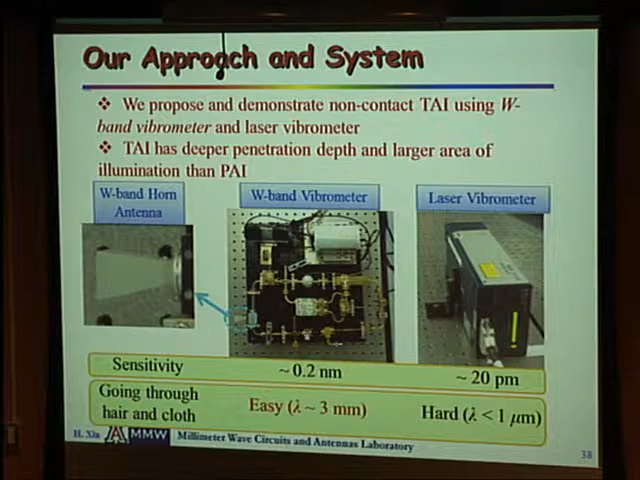 Our Approach and System
❖ We propose and demonstrate non-contact TAI using W-
band vibrometer and laser vibrometer
❖ TAI has deeper penetration depth and larger area of
illumination than PAI
W-band Horn
Antenna
W-band Vibrometer
Laser Vibrometer
Sensitivity
~ 0.2 nm
~ 20 pm
Going through
hair and cloth
Easy (λ ~ 3 mm)
Hard (λ < 1 μm)
H. Xin
A MMW
Millimeter Wave Circuits and Antennas Laboratory
38